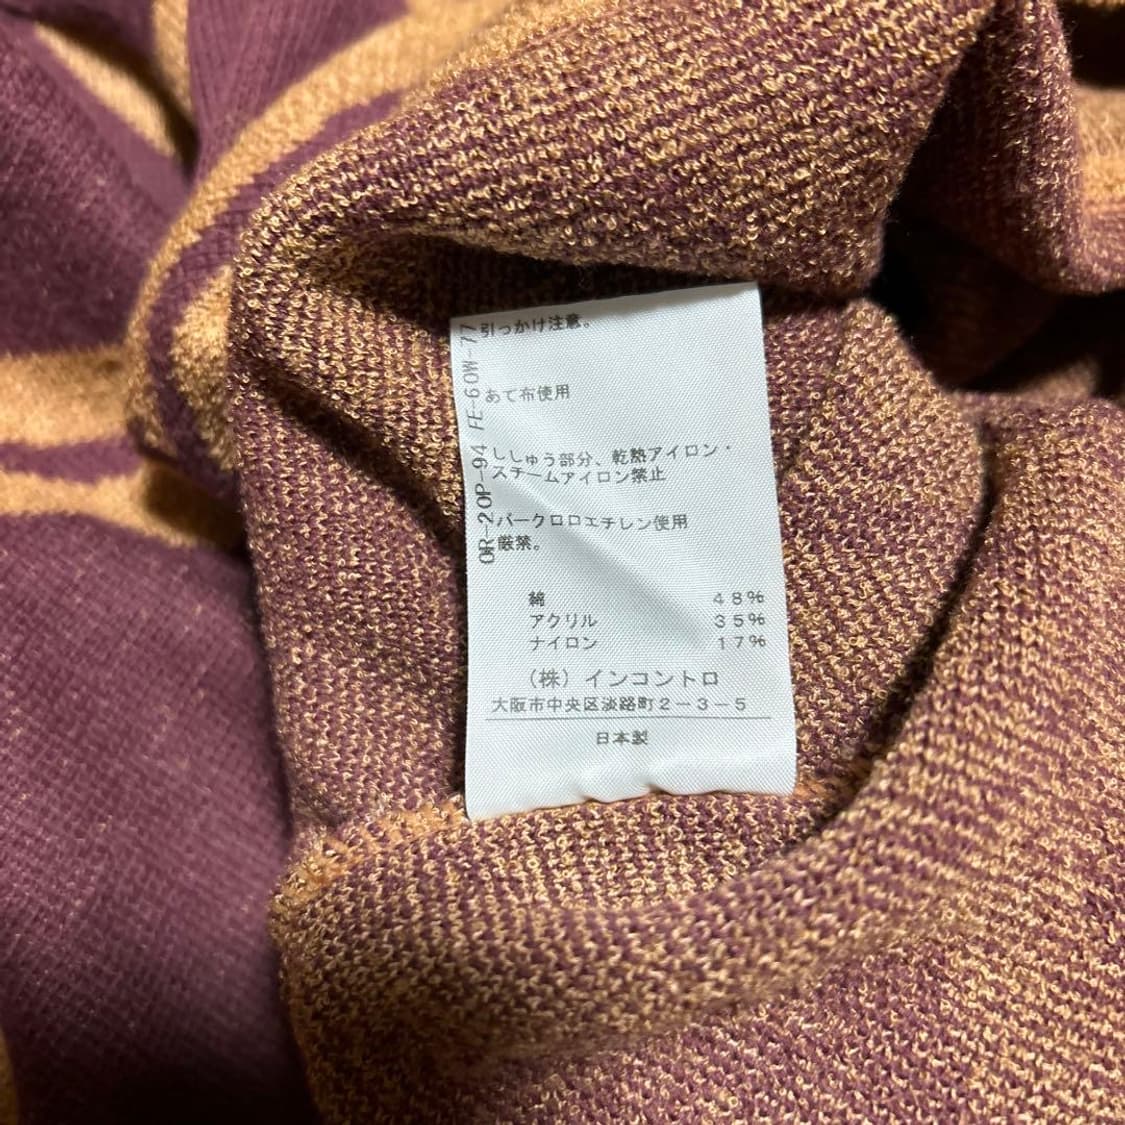 引っかけ注意。
あて布使用
ししゅう部分、乾熱アイロン・
スチームアイロン禁止
パークロロエチレン使用
厳禁。
綿 48%
アクリル 35%
ナイロン 17%
(株)インコントロ
大阪市中央区淡路町2-3-5
日本製
OR-2OP-94 FE-60W-77